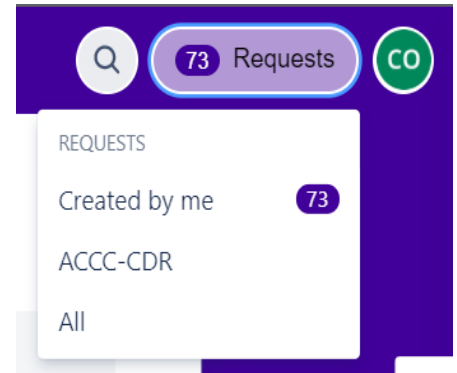 73 Requests CO
REQUESTS
Created by me 73
ACCC-CDR
All